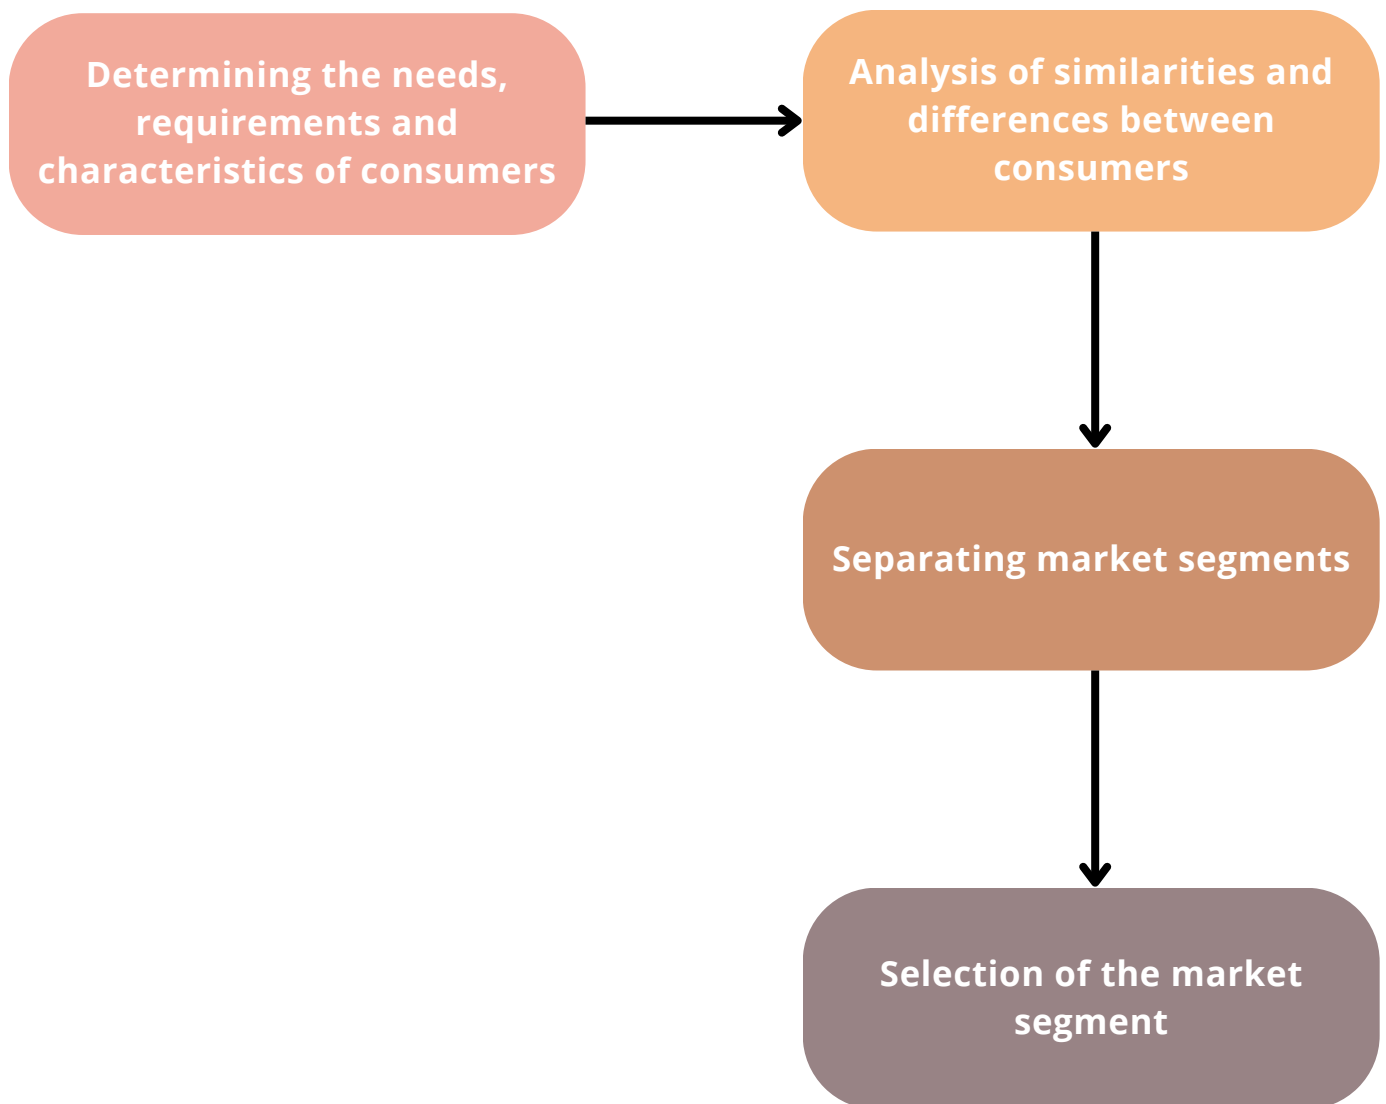 Determining the needs,
requirements and
characteristics of consumers
Analysis of similarities and
differences between
consumers
Separating market segments
Selection of the market
segment